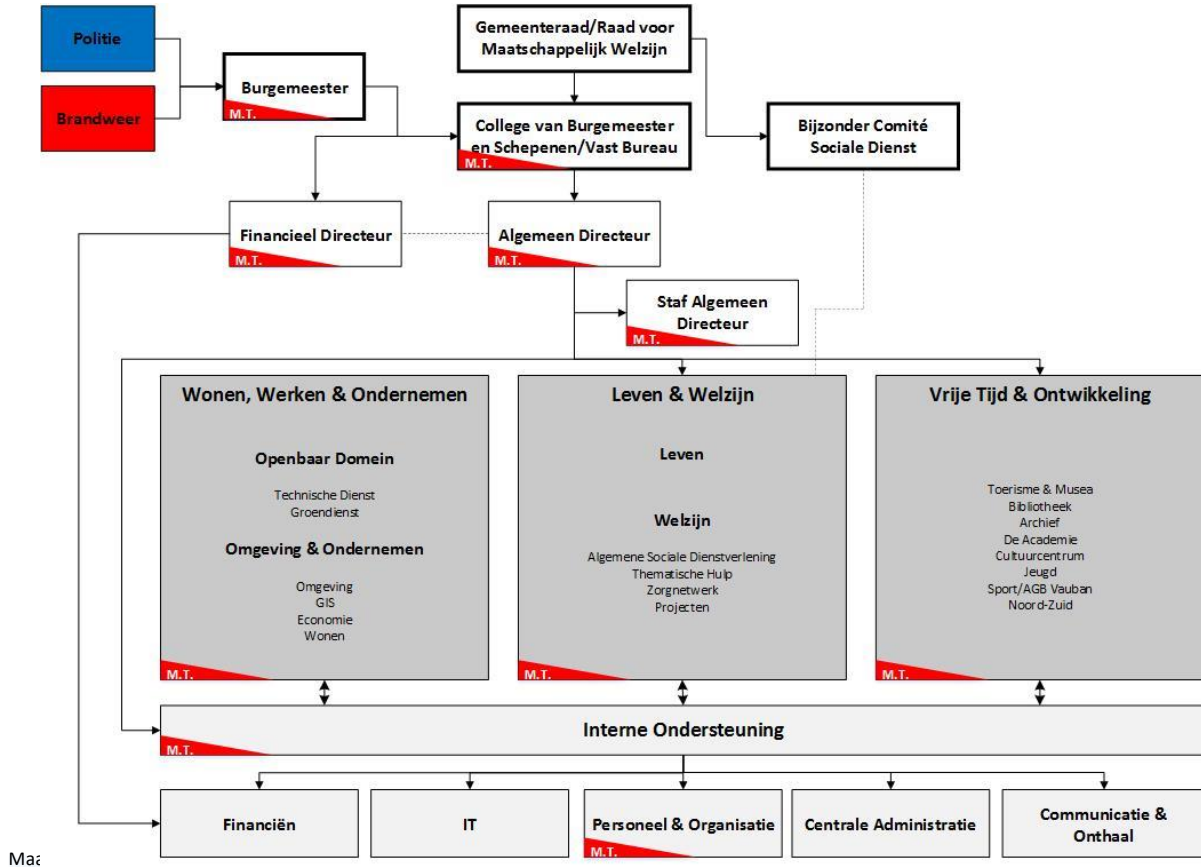 Politie
Brandweer
Burgemeester
M.T.
Gemeenteraad/Raad voor
Maatschappelijk Welzijn
College van Burgemeester
en Schepenen/Vast Bureau
M.T.
Bijzonder Comité
Sociale Dienst
Financieel Directeur
M.T.
Algemeen Directeur
M.T.
Staf Algemeen
Directeur
M.T.
Wonen, Werken & Ondernemen
Openbaar Domein
Technische Dienst
Groendienst
Omgeving & Ondernemen
Omgeving
GIS
Economie
Wonen
M.T.
Leven & Welzijn
Leven
Welzijn
Algemene Sociale Dienstverlening
Thematische Hulp
Zorgnetwerk
Projecten
M.T.
Vrije Tijd & Ontwikkeling
Toerisme & Musea
Bibliotheek
Archief
De Academie
Cultuurcentrum
Jeugd
Sport/AGB Vauban
Noord-Zuid
M.T.
Interne Ondersteuning
M.T.
Financiën
IT
Personeel & Organisatie
M.T.
Centrale Administratie
Communicatie &
Onthaal